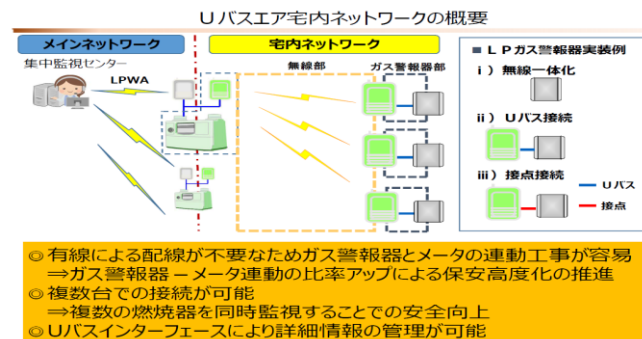 Uバスエア宅内ネットワークの概要
メインネットワーク
宅内ネットワーク
集中監視センター
LPWA
無線部
ガス警報器部
■ LPガス警報器実装例
ⅰ）無線一体化
ⅱ）Uバス接続
ⅲ）接点接続
Uバス
接点
◎有線による配線が不要なためガス警報器とメータの連動工事が容易
⇒ガス警報器－メータ連動の比率アップによる保安高度化の推進
◎複数台での接続が可能
⇒複数の燃焼器を同時監視することでの安全向上
◎Uバスインターフェースにより詳細情報の管理が可能